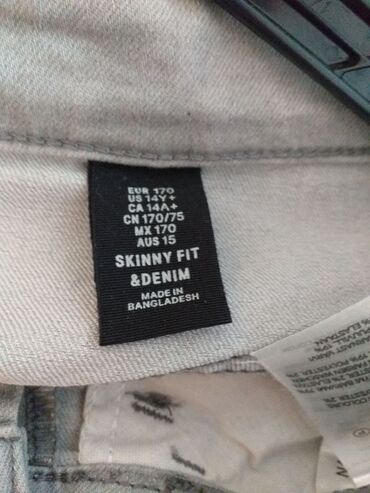 EUR 170
US 14Y+
CA 14A+
CN 170/75
MX 170
AUS 15
SKINNY FIT
&DENIM
MADE IN
BANGLADESH